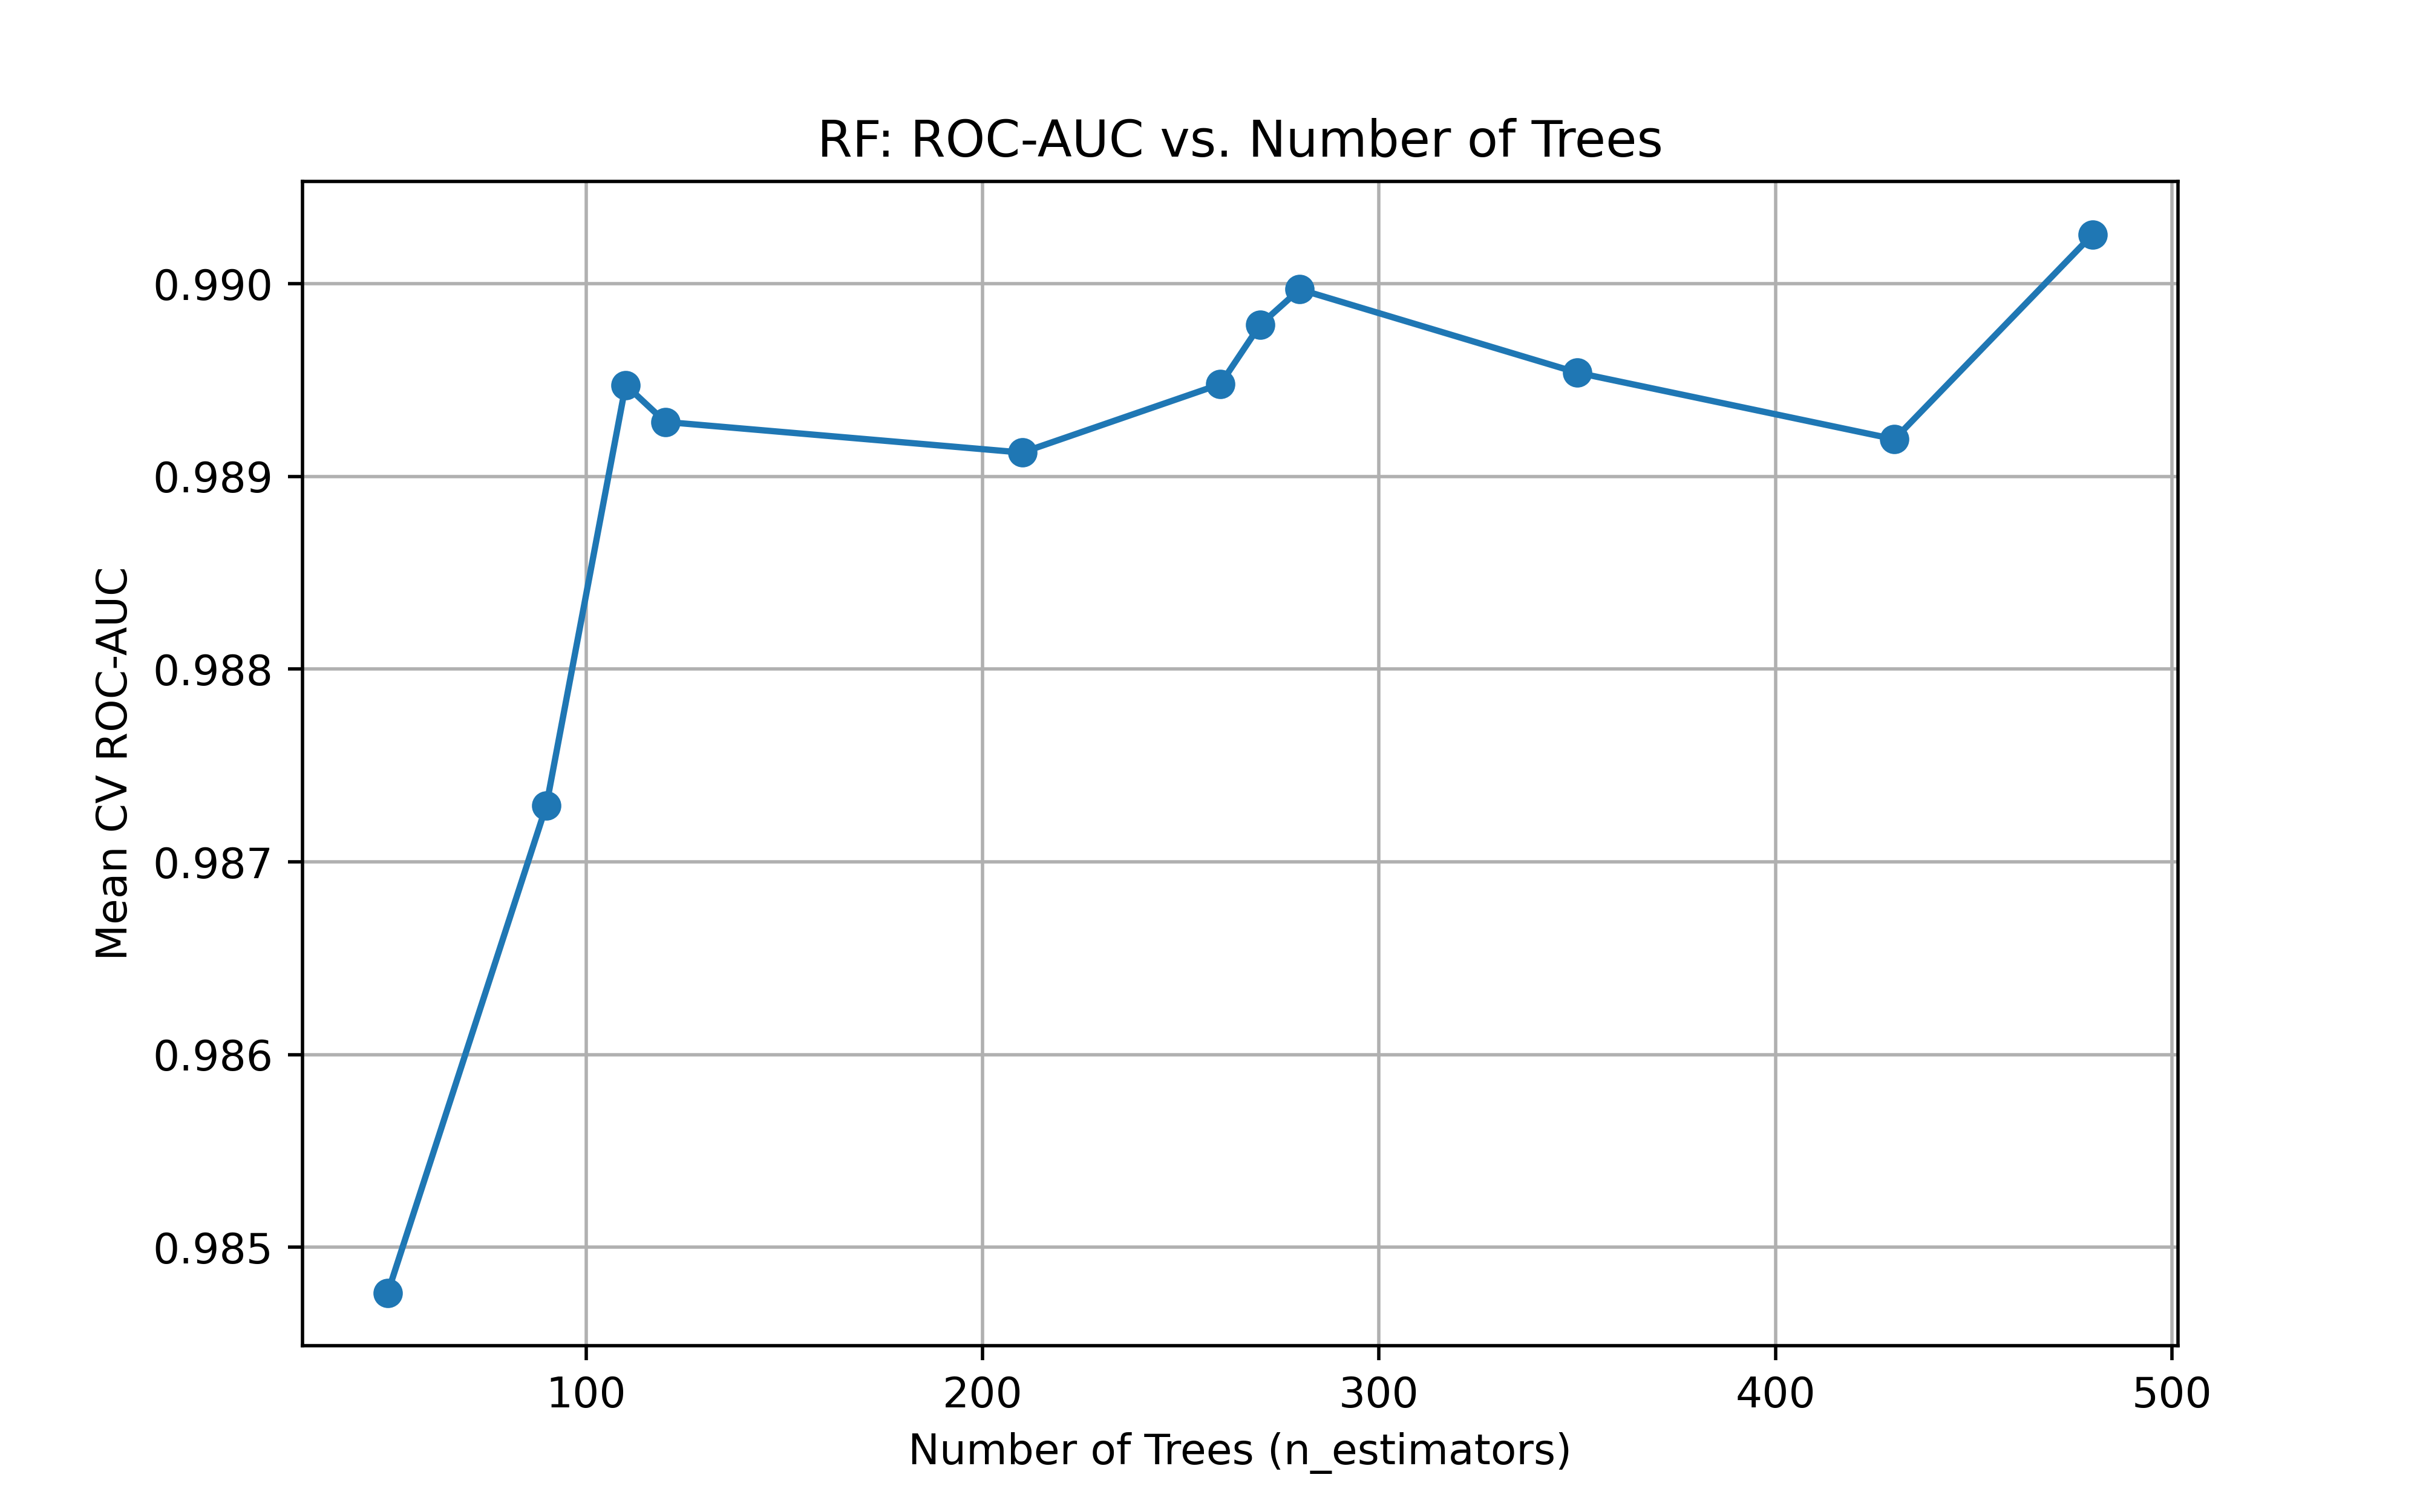 RF: ROC-AUC vs. Number of Trees
Mean CV ROC-AUC
0.990
0.989
0.988
0.987
0.986
0.985
100 200 300 400 500
Number of Trees (n_estimators)